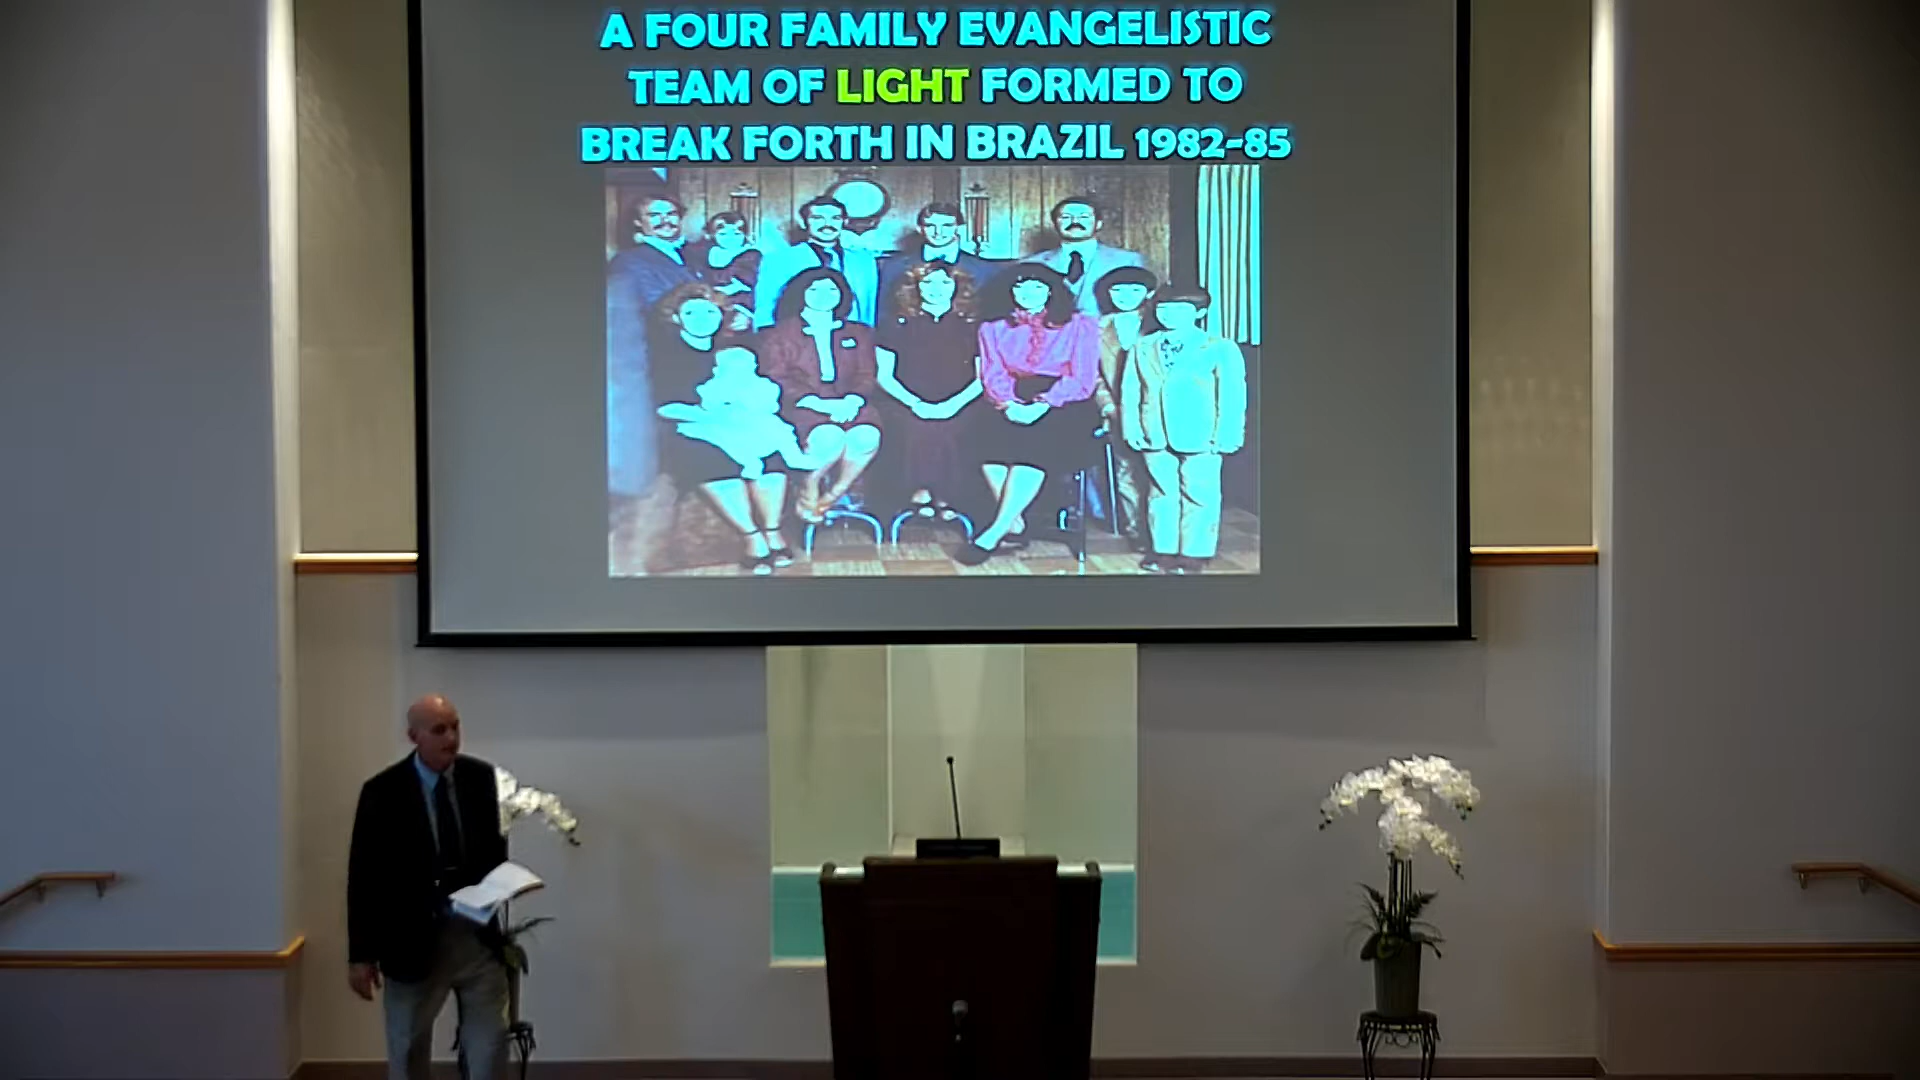 A FOUR FAMILY EVANGELISTIC
TEAM OF LIGHT FORMED TO
BREAK FORTH IN BRAZIL 1982-85